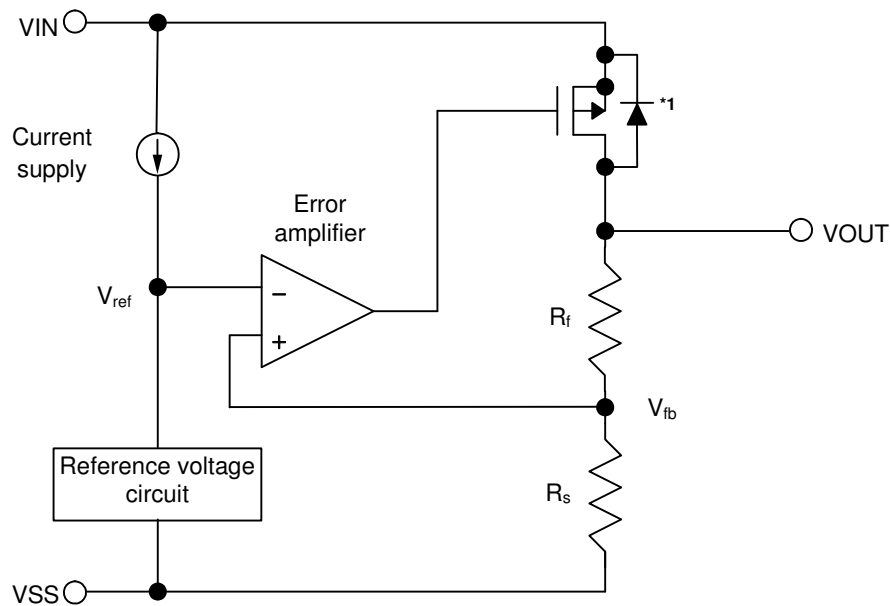 VIN
*1
Current
supply
Error
amplifier
VOUT
Vref
−
+
Rf
Vfb
Reference voltage
circuit
Rs
VSS